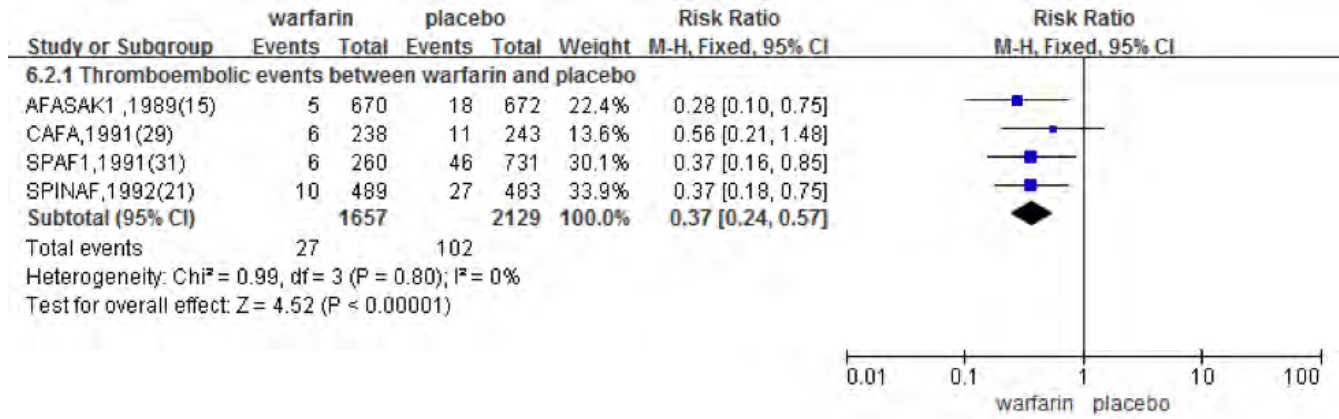 warfarin placebo Risk Ratio Risk Ratio
Study or Subgroup Events Total Events Total Weight M-H, Fixed, 95% CI M-H, Fixed, 95% CI
6.2.1 Thromboembolic events between warfarin and placebo
AFASAK1 ,1989(15) 5 670 18 672 22.4% 0.28 [0.10, 0.75]
CAFA,1991(29) 6 238 11 243 13.6% 0.56 [0.21, 1.48]
SPAF1,1991(31) 6 260 46 731 30.1% 0.37 [0.16, 0.85]
SPINAF,1992(21) 10 489 27 483 33.9% 0.37 [0.18, 0.75]
Subtotal (95% CI) 1657 2129 100.0% 0.37 [0.24, 0.57]
Total events 27 102
Heterogeneity: Chi² = 0.99, df = 3 (P = 0.80); I² = 0%
Test for overall effect: Z = 4.52 (P < 0.00001)
0.01 0.1 1 10 100
warfarin placebo